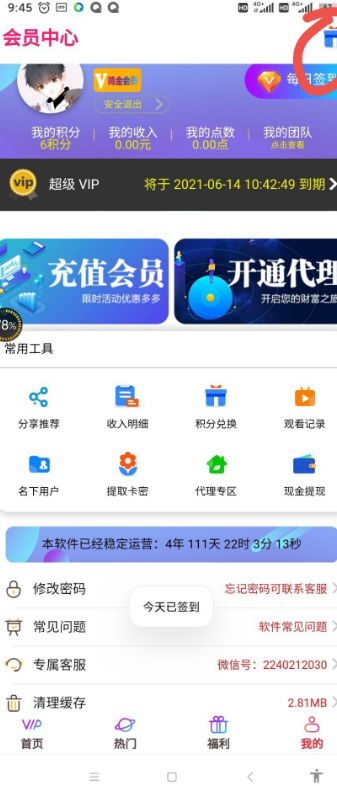 9:45
会员中心
V 黄金会员
安全退出
每日签到
我的积分 我的收入 我的点数 我的团队
6积分 0.00元 0.00点 点击查看
vip 超级 VIP 将于 2021-06-14 10:42:49 到期
充值会员 开通代理
限时活动优惠多多 开启您的财富之旅
78%
常用工具
分享推荐 收入明细 积分兑换 观看记录
名下用户 提取卡密 代理专区 现金提现
本软件已经稳定运营：4年 111天 22时 3分 13秒
修改密码 忘记密码可联系客服
今天已签到
常见问题 软件常见问题
专属客服 微信号：2240212030
清理缓存 2.81MB
VIP
首页 热门 福利 我的